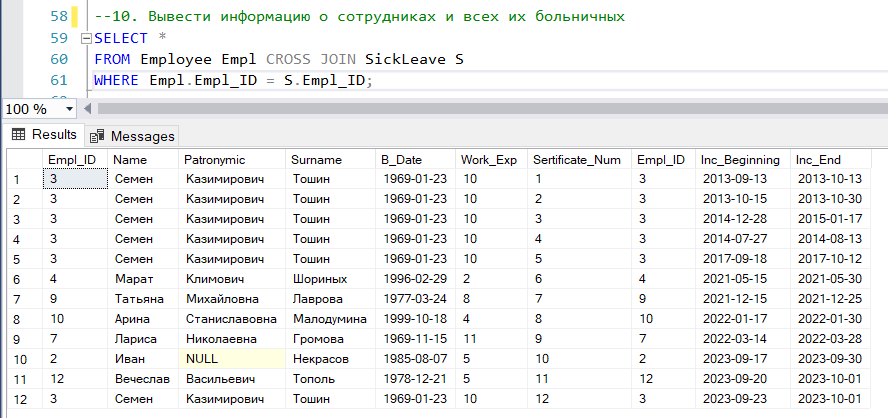 58 --10. Вывести информацию о сотрудниках и всех их больничных
59 SELECT *
60 FROM Employee Empl CROSS JOIN SickLeave S
61 WHERE Empl.Empl_ID = S.Empl_ID;
100 %
Results Messages
Empl_ID Name Patronymic Surname B_Date Work_Exp Sertificate_Num Empl_ID Inc_Beginning Inc_End
1 3 Семен Казимирович Тошин 1969-01-23 10 1 3 2013-09-13 2013-10-13
2 3 Семен Казимирович Тошин 1969-01-23 10 2 3 2013-10-15 2013-10-30
3 3 Семен Казимирович Тошин 1969-01-23 10 3 3 2014-12-28 2015-01-17
4 3 Семен Казимирович Тошин 1969-01-23 10 4 3 2014-07-27 2014-08-13
5 3 Семен Казимирович Тошин 1969-01-23 10 5 3 2017-09-18 2017-10-12
6 4 Марат Климович Шориных 1996-02-29 2 6 4 2021-05-15 2021-05-30
7 9 Татьяна Михайловна Лаврова 1977-03-24 8 7 9 2021-12-15 2021-12-25
8 10 Арина Станиславовна Малодумина 1999-10-18 4 8 10 2022-01-17 2022-01-30
9 7 Лариса Николаевна Громова 1969-11-15 11 9 7 2022-03-14 2022-03-28
10 2 Иван NULL Некрасов 1985-08-07 5 10 2 2023-09-17 2023-09-30
11 12 Вечеслав Васильевич Тополь 1978-12-21 5 11 12 2023-09-20 2023-10-01
12 3 Семен Казимирович Тошин 1969-01-23 10 12 3 2023-09-23 2023-10-01